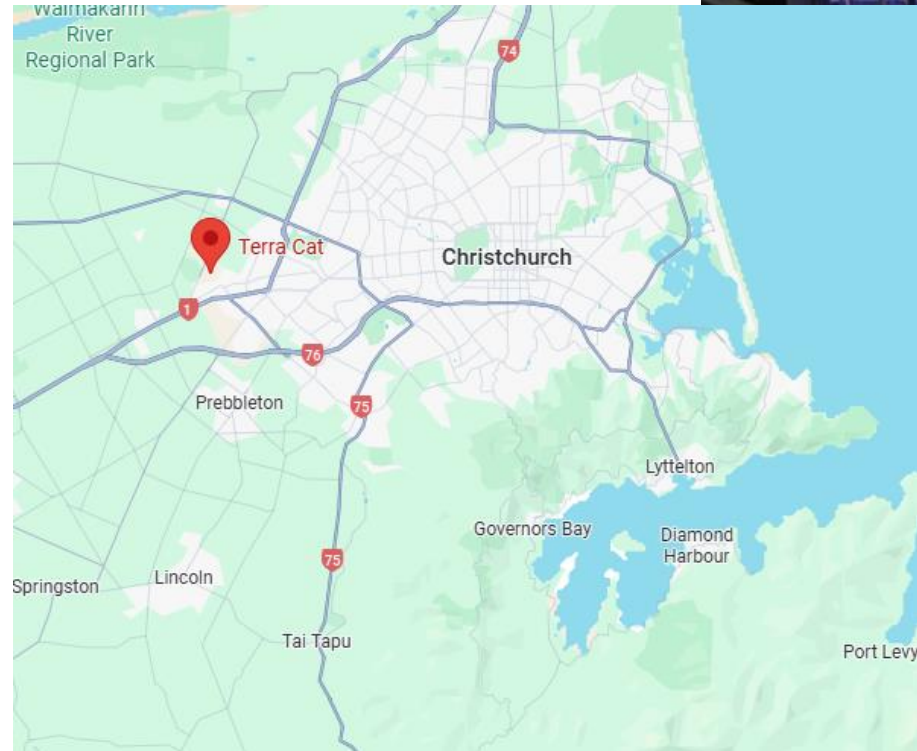 Waimakariri
River
Regional Park
74
Terra Cat
Christchurch
1
76
Prebbleton
75
Lyttelton
Governors Bay
Diamond
Harbour
75
Springston
Lincoln
Tai Tapu
Port Levy